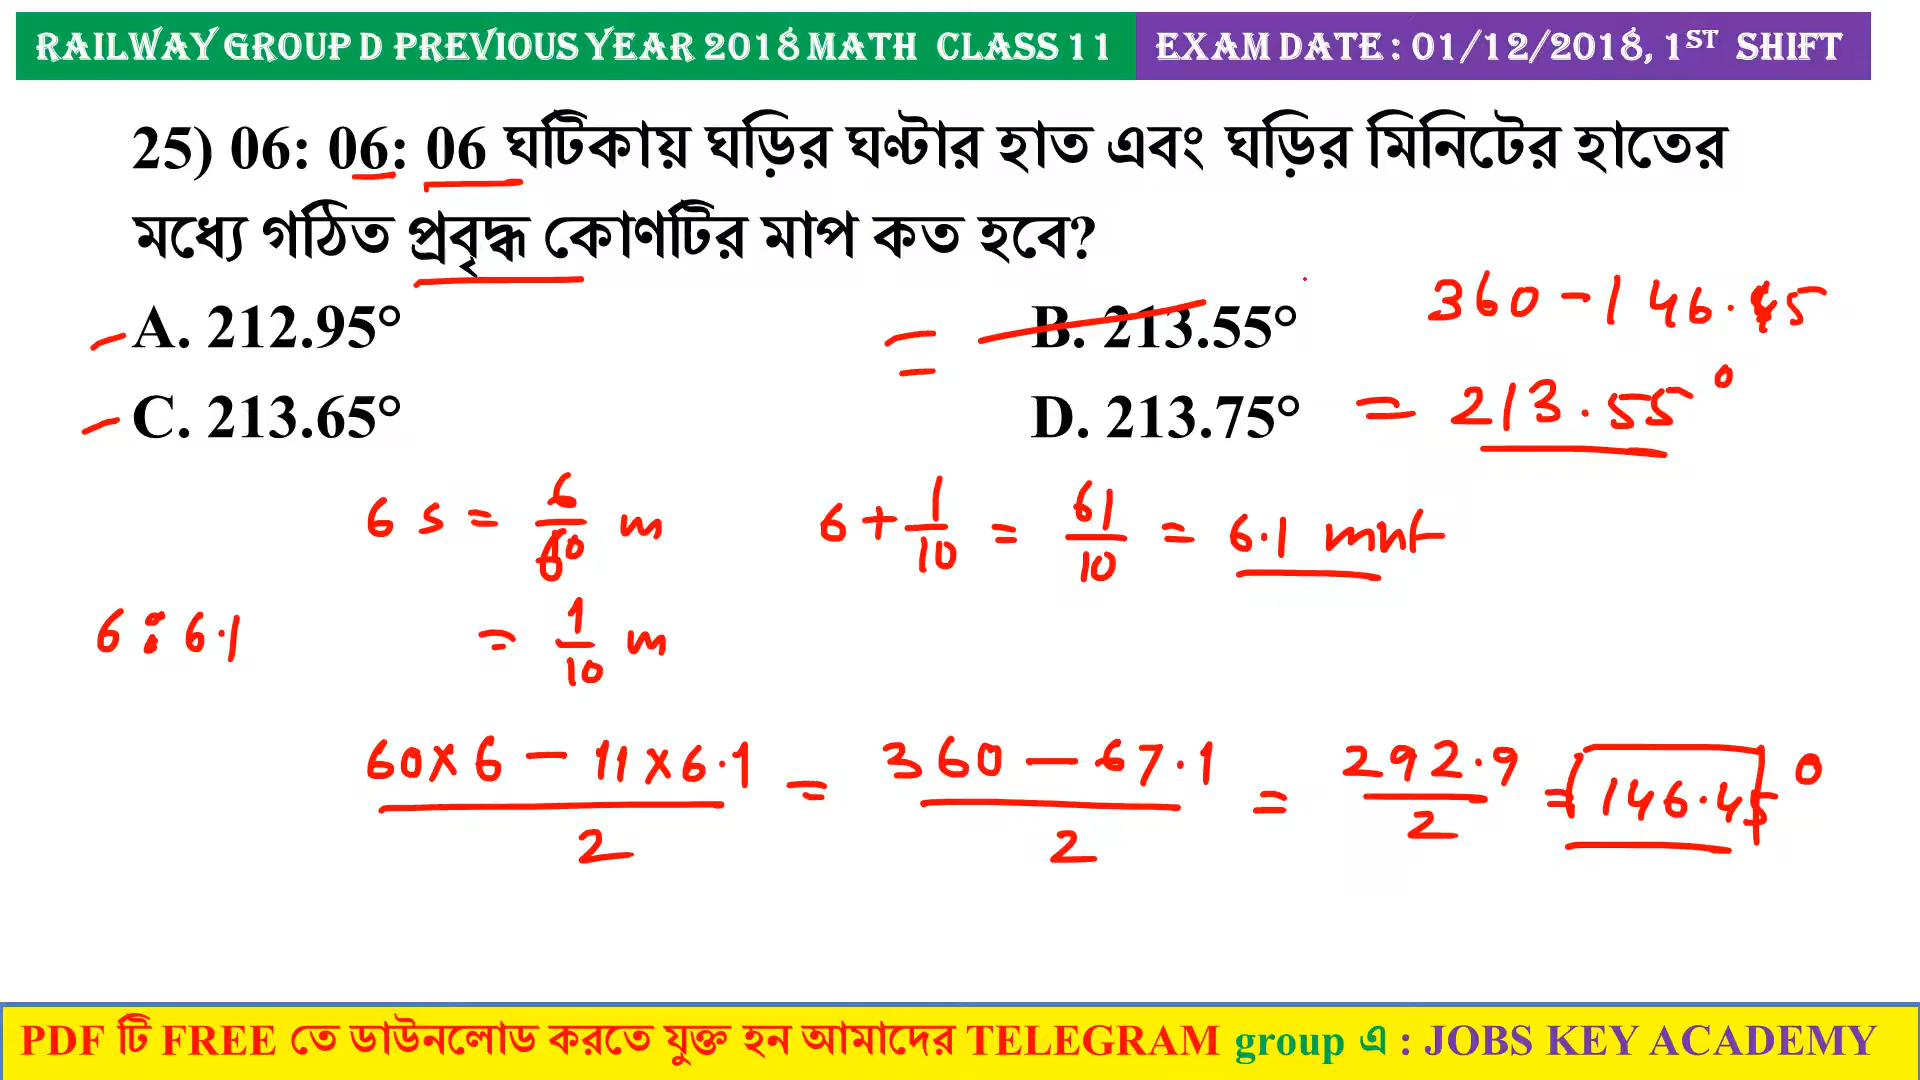 RAILWAY GROUP D PREVIOUS YEAR 2018 MATH CLASS 11 EXAM DATE : 01/12/2018, 1ST SHIFT
25) 06: 06: 06 ঘটিকায় ঘড়ির ঘণ্টার হাত এবং ঘড়ির মিনিটের হাতের
মধ্যে গঠিত প্রবৃদ্ধ কোণটির মাপ কত হবে?
A. 212.95° B. 213.55°
C. 213.65° D. 213.75°
360 - 146.45
= 213.55°
6 s = 6/60 m 6 + 1/10 = 61/10 = 6.1 mnt
6 : 6.1 = 1/10 m
60×6 - 11×6.1 / 2 = 360 - 67.1 / 2 = 292.9 / 2 = 146.45°
PDF টি FREE তে ডাউনলোড করতে যুক্ত হন আমাদের TELEGRAM group এ : JOBS KEY ACADEMY